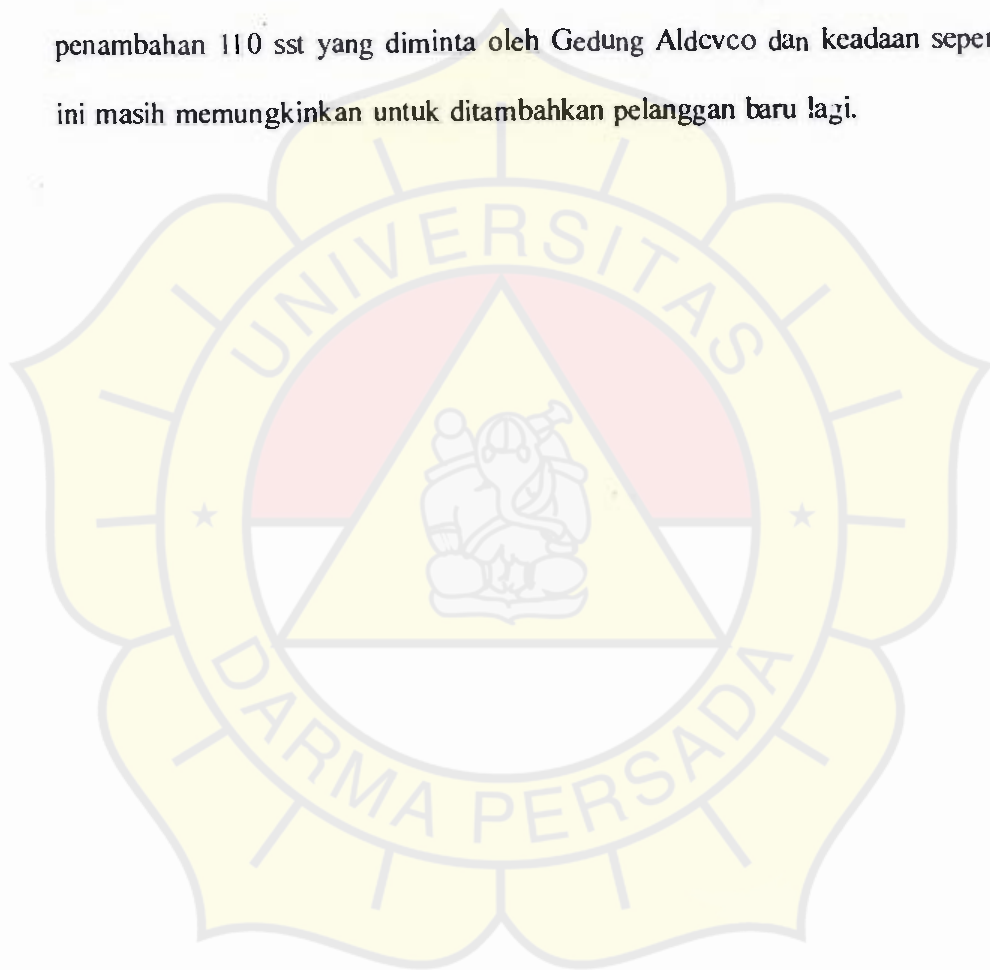 penambahan 110 sst yang diminta oleh Gedung Aldevco dan keadaan seper
ini masih memungkinkan untuk ditambahkan pelanggan baru lagi.
UNIVERSITAS
DARMA PERSADA